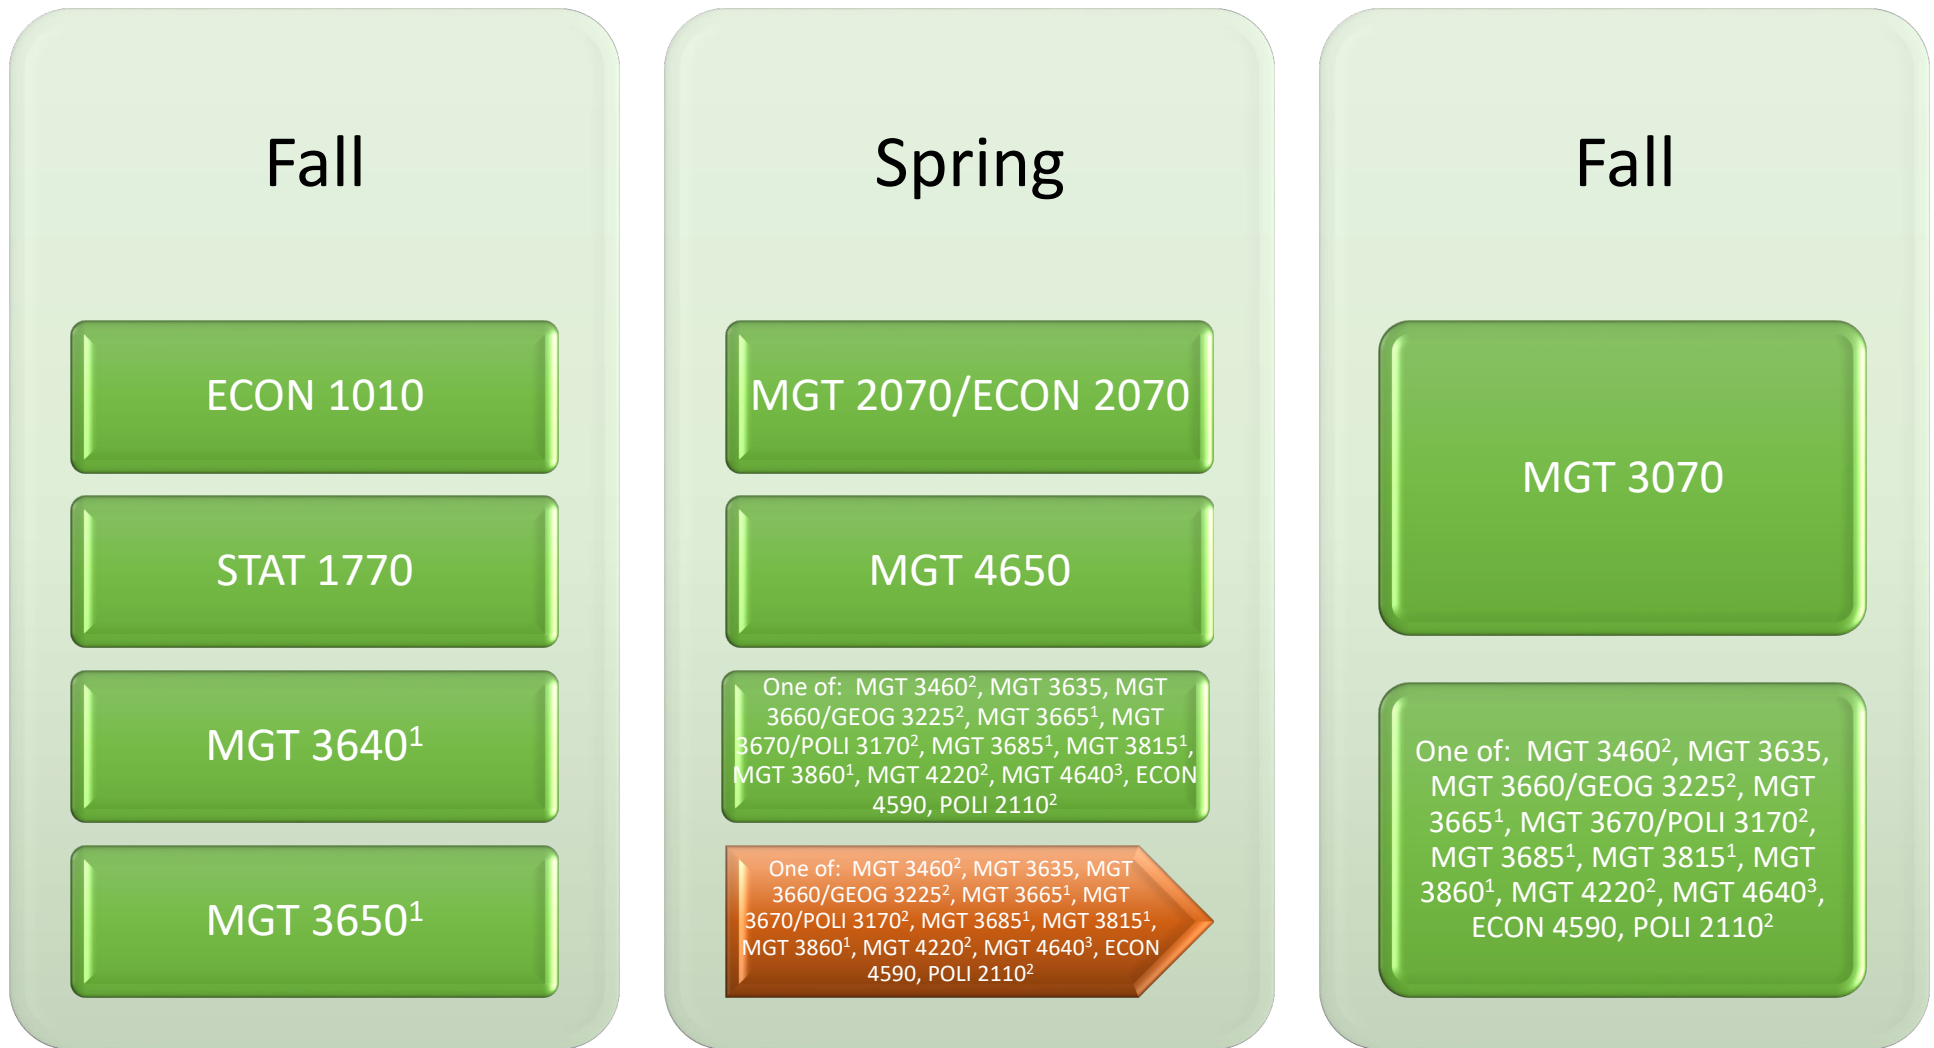 Fall
ECON 1010
STAT 1770
MGT 3640¹
MGT 3650¹
Spring
MGT 2070/ECON 2070
MGT 4650
One of:  MGT 3460², MGT 3635, MGT
3660/GEOG 3225², MGT 3665¹, MGT
3670/POLI 3170², MGT 3685¹, MGT 3815¹,
MGT 3860¹, MGT 4220², MGT 4640³, ECON
4590, POLI 2110²
One of:  MGT 3460², MGT 3635, MGT
3660/GEOG 3225², MGT 3665¹, MGT
3670/POLI 3170², MGT 3685¹, MGT 3815¹,
MGT 3860¹, MGT 4220², MGT 4640³, ECON
4590, POLI 2110²
Fall
MGT 3070
One of:  MGT 3460², MGT 3635,
MGT 3660/GEOG 3225², MGT
3665¹, MGT 3670/POLI 3170²,
MGT 3685¹, MGT 3815¹, MGT
3860¹, MGT 4220², MGT 4640³,
ECON 4590, POLI 2110²